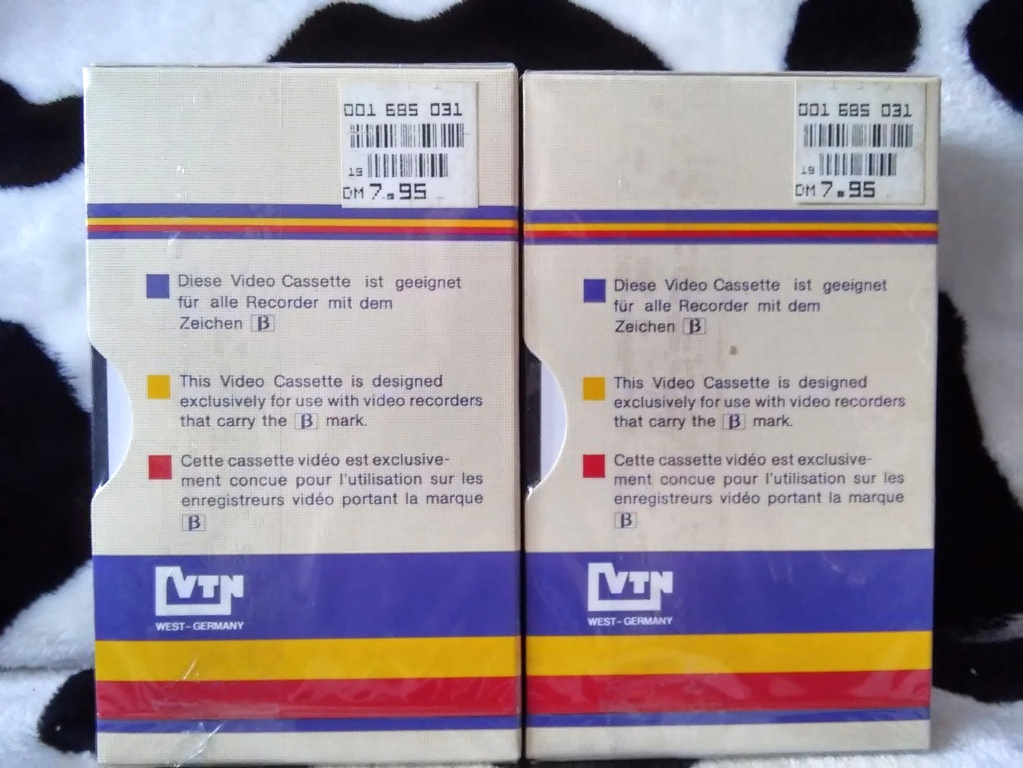 001 685 031
19
DM 7.95
Diese Video Cassette ist geeignet
für alle Recorder mit dem
Zeichen β
This Video Cassette is designed
exclusively for use with video recorders
that carry the β mark.
Cette cassette vidéo est exclusive-
ment concue pour l'utilisation sur les
enregistreurs vidéo portant la marque
β
VTN
WEST-GERMANY
001 685 031
19
DM 7.95
Diese Video Cassette ist geeignet
für alle Recorder mit dem
Zeichen β
This Video Cassette is designed
exclusively for use with video recorders
that carry the β mark.
Cette cassette vidéo est exclusive-
ment concue pour l'utilisation sur les
enregistreurs vidéo portant la marque
β
VTN
WEST-GERMANY